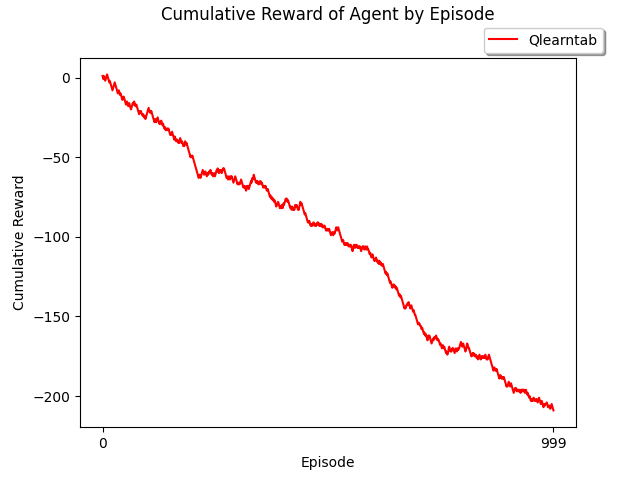 Cumulative Reward of Agent by Episode
Qlearntab
0
−50
−100
−150
−200
Cumulative Reward
0
999
Episode